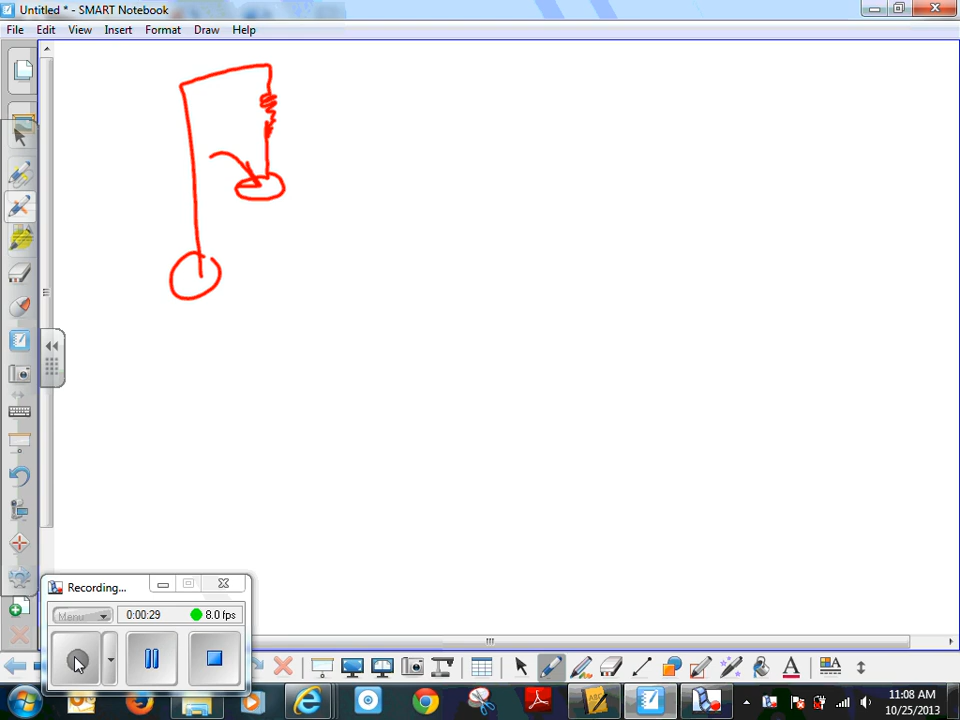 Untitled * - SMART Notebook
File Edit View Insert Format Draw Help
Recording...
Menu 0:00:29 8.0 fps
A
11:08 AM
10/25/2013